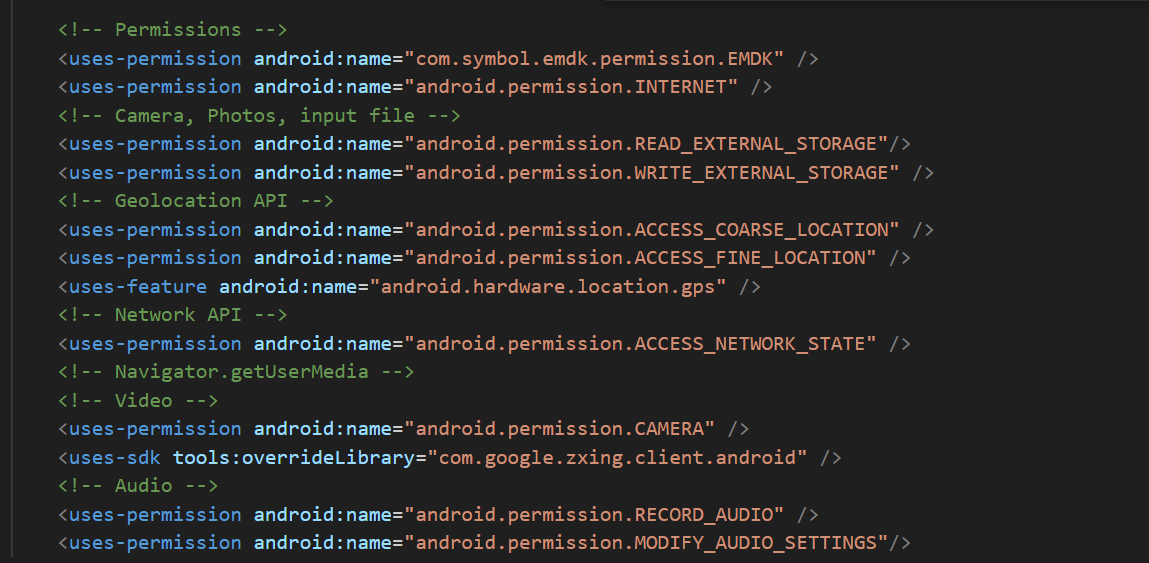 <!-- Permissions -->
<uses-permission android:name="com.symbol.emdk.permission.EMDK" />
<uses-permission android:name="android.permission.INTERNET" />
<!-- Camera, Photos, input file -->
<uses-permission android:name="android.permission.READ_EXTERNAL_STORAGE"/>
<uses-permission android:name="android.permission.WRITE_EXTERNAL_STORAGE" />
<!-- Geolocation API -->
<uses-permission android:name="android.permission.ACCESS_COARSE_LOCATION" />
<uses-permission android:name="android.permission.ACCESS_FINE_LOCATION" />
<uses-feature android:name="android.hardware.location.gps" />
<!-- Network API -->
<uses-permission android:name="android.permission.ACCESS_NETWORK_STATE" />
<!-- Navigator.getUserMedia -->
<!-- Video -->
<uses-permission android:name="android.permission.CAMERA" />
<uses-sdk tools:overrideLibrary="com.google.zxing.client.android" />
<!-- Audio -->
<uses-permission android:name="android.permission.RECORD_AUDIO" />
<uses-permission android:name="android.permission.MODIFY_AUDIO_SETTINGS"/>